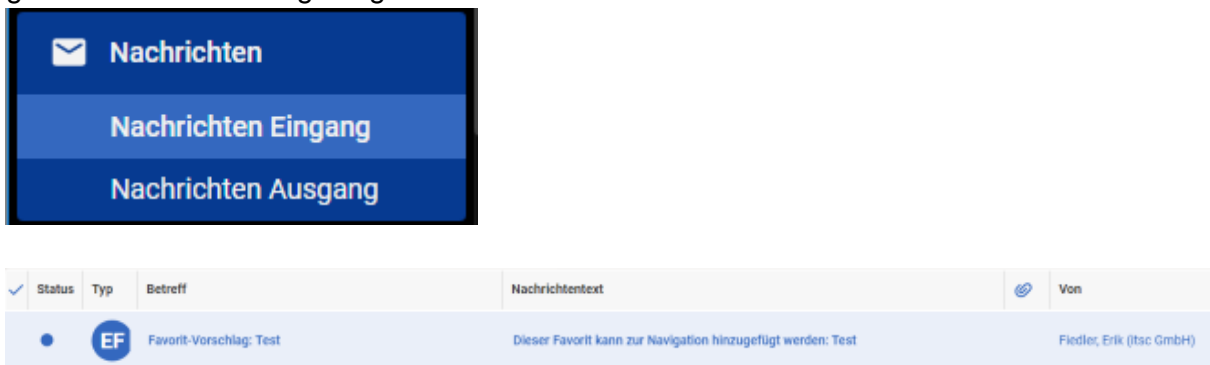 Nachrichten
Nachrichten Eingang
Nachrichten Ausgang
Status Typ Betreff Nachrichtentext Von
EF Favorit-Vorschlag: Test Dieser Favorit kann zur Navigation hinzugefügt werden: Test Fiedler, Erik (itsc GmbH)